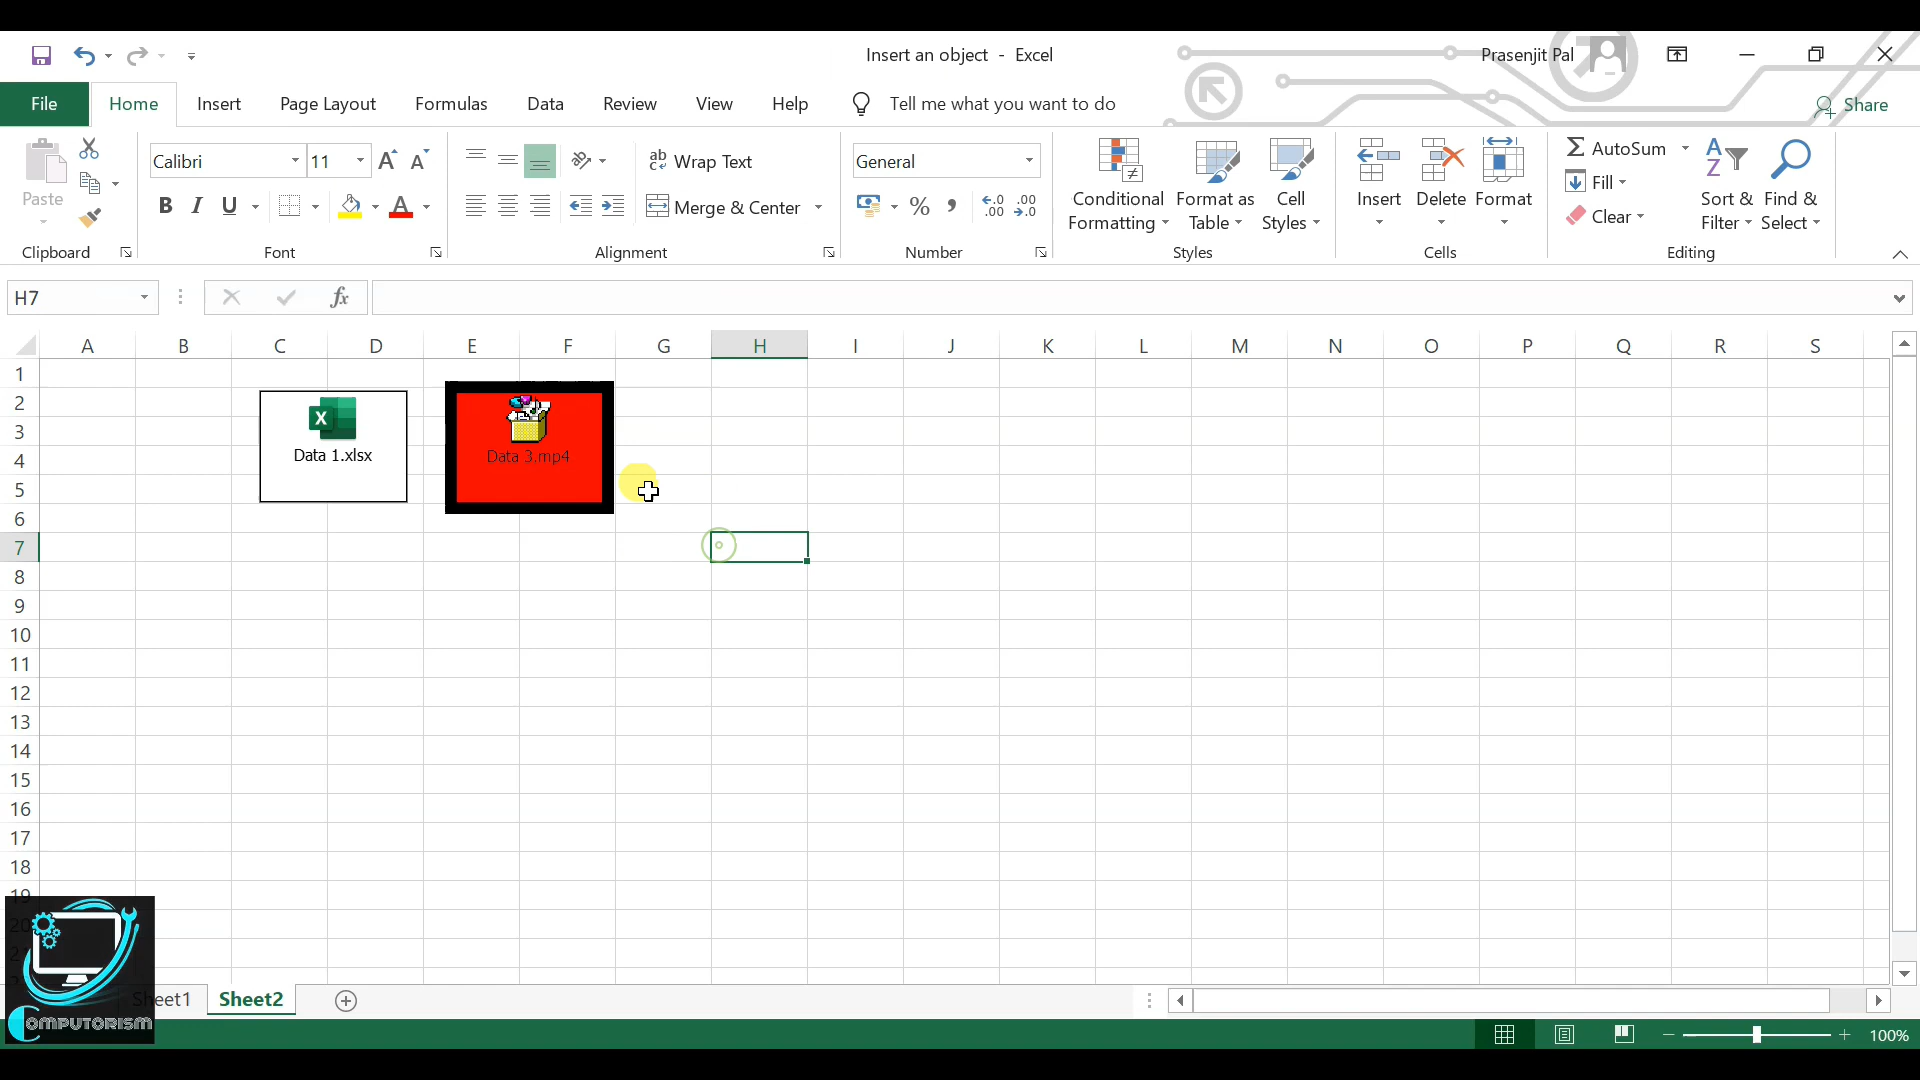 Insert an object - Excel
Prasenjit Pal
File
Home
Insert
Page Layout
Formulas
Data
Review
View
Help
Tell me what you want to do
Share
Paste
Calibri
11
A A
B I U
A
ab Wrap Text
Merge & Center
General
% ,
Conditional
Formatting
Format as
Table
Cell
Styles
Insert
Delete
Format
AutoSum
Fill
Clear
Sort &
Filter
Find &
Select
Clipboard
Font
Alignment
Number
Styles
Cells
Editing
H7
fx
A B C D E F G H I J K L M N O P Q R S
1
2
3
4
5
6
7
8
9
10
11
12
13
14
15
16
17
18
19
20
Data 1.xlsx
Data 3.mp4
Sheet1
Sheet2
COMPUTORISM
100%